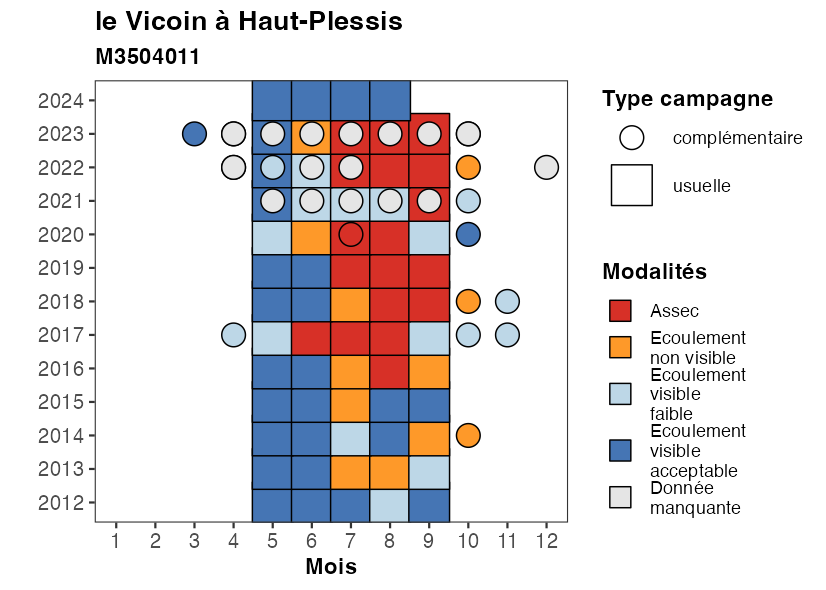 le Vicoin à Haut-Plessis
M3504011
2024
2023
2022
2021
2020
2019
2018
2017
2016
2015
2014
2013
2012
1 2 3 4 5 6 7 8 9 10 11 12
Mois
Type campagne
complémentaire
usuelle
Modalités
Assec
Ecoulement
non visible
Ecoulement
visible
faible
Ecoulement
visible
acceptable
Donnée
manquante